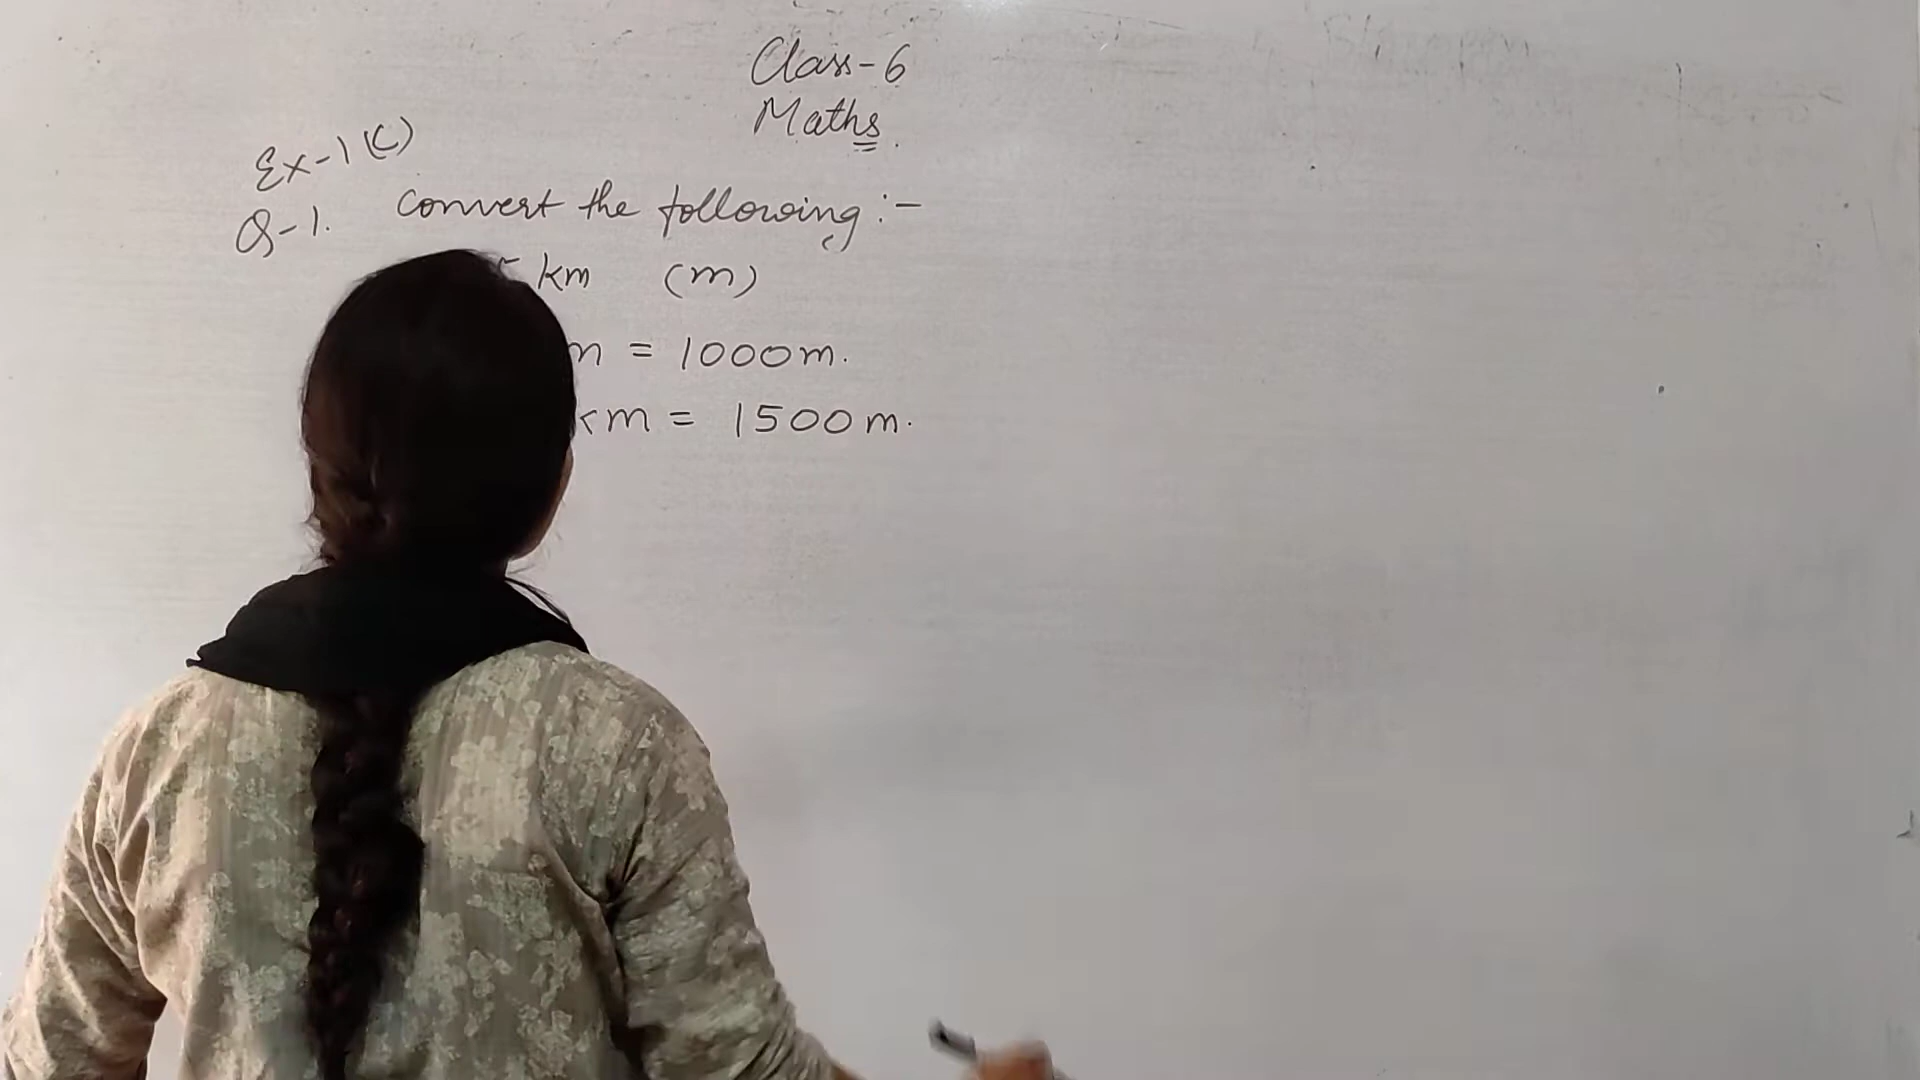 Class-6
Maths.
Ex-1(C)
Q-1. Convert the following :-
km (m)
m = 1000m.
km = 1500m.